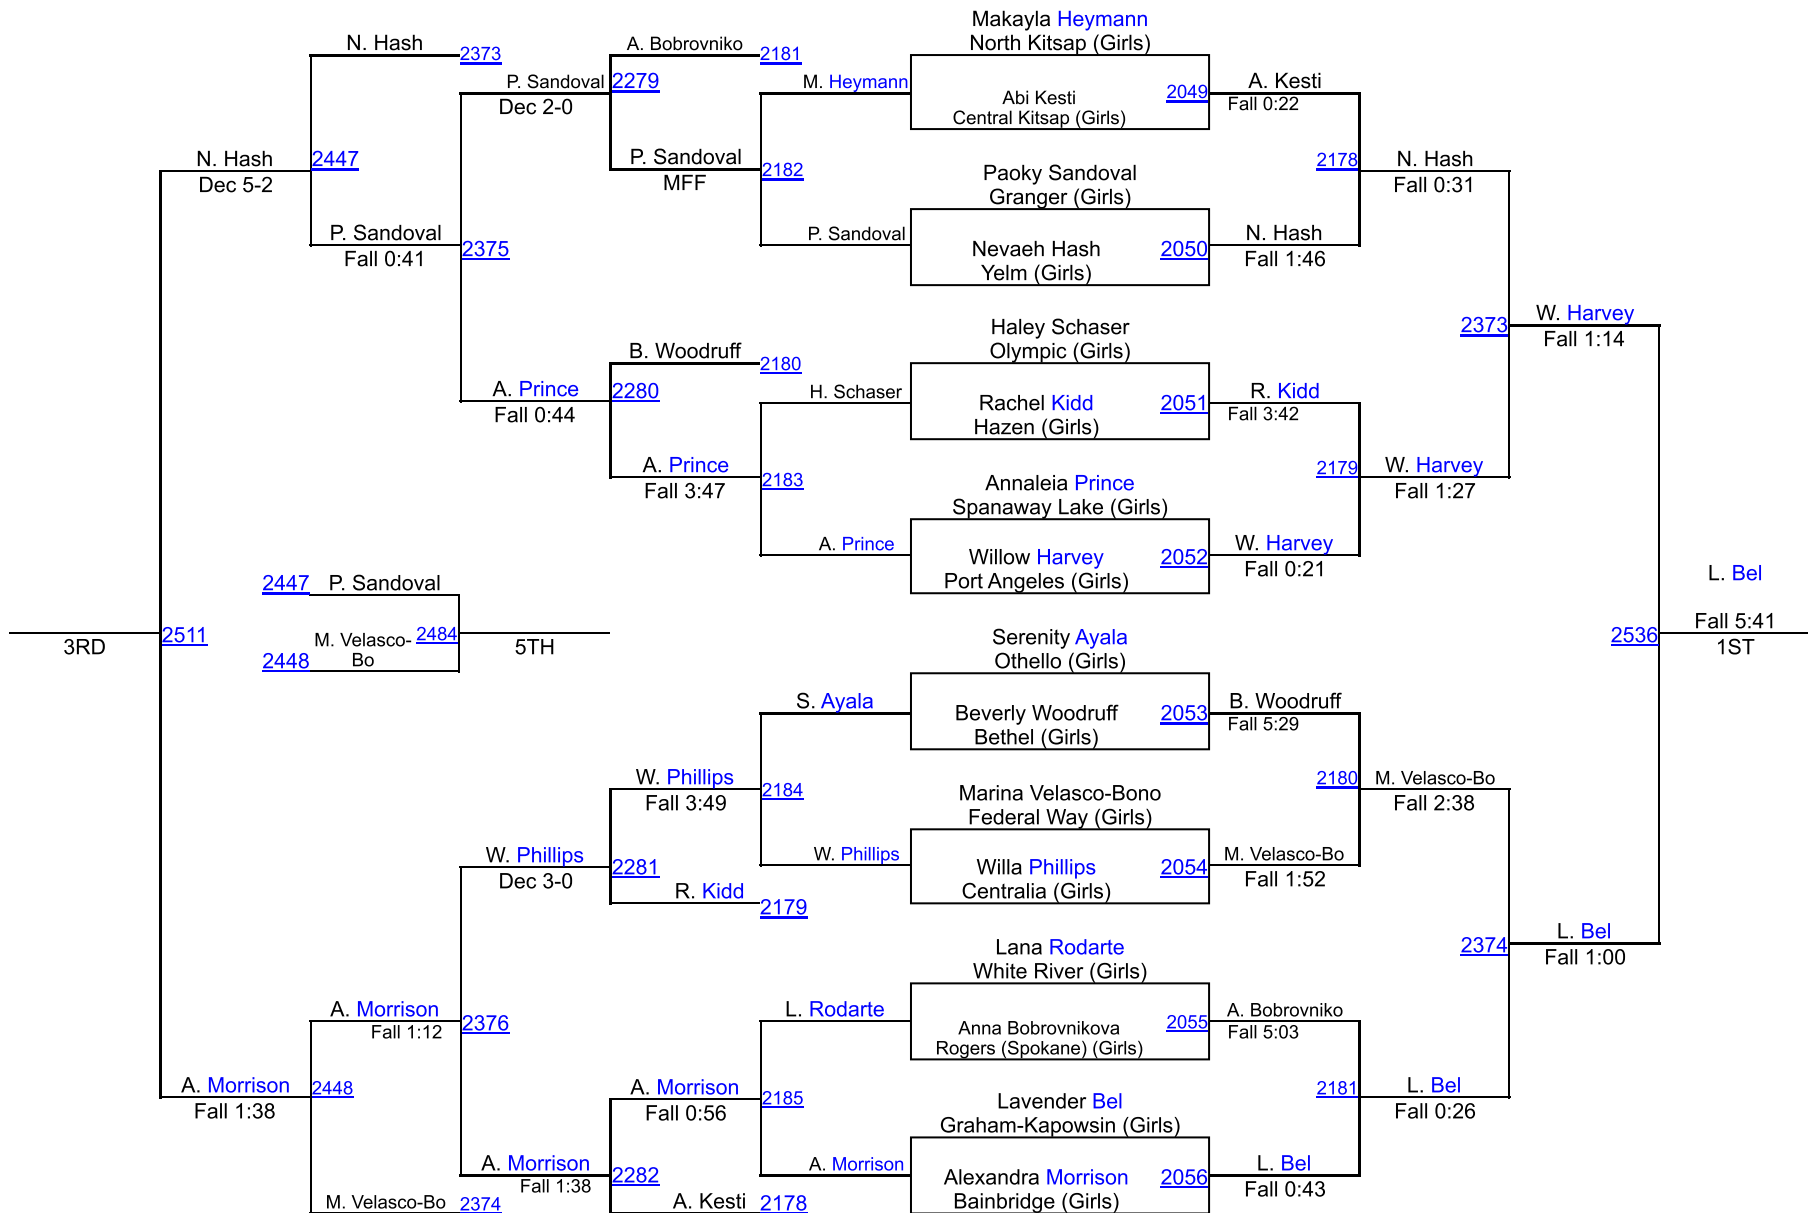 Makayla Heymann
N. Hash
A. Bobrovniko
North Kitsap (Girls)
2373
2181
P. Sandoval
2279
M. Heymann
A. Kesti
2049
Abi Kesti
Dec 2-0
Fall 0:22
Central Kitsap (Girls)
N. Hash
2447
P. Sandoval
2178
N. Hash
2182
Paoky Sandoval
Dec 5-2
MFF
Fall 0:31
Granger (Girls)
P. Sandoval
P. Sandoval
N. Hash
2375
Nevaeh Hash
2050
Fall 0:41
Fall 1:46
Yelm (Girls)
W. Harvey
2373
Haley Schaser
Fall 1:14
B. Woodruff
Olympic (Girls)
2180
A. Prince
2280
H. Schaser
R. Kidd
Rachel Kidd
2051
Fall 0:44
Fall 3:42
Hazen (Girls)
A. Prince
2179
W. Harvey
2183
Annaleia Prince
Fall 3:47
Fall 1:27
Spanaway Lake (Girls)
A. Prince
W. Harvey
Willow Harvey
2052
Fall 0:21
2447
P. Sandoval
Port Angeles (Girls)
L. Bel
Fall 5:41
2511
M. Velasco-
2484
Serenity Ayala
2536
3RD
5TH
1ST
2448
Bo
Othello (Girls)
S. Ayala
B. Woodruff
Beverly Woodruff
2053
Fall 5:29
Bethel (Girls)
W. Phillips
2180
M. Velasco-Bo
2184
Marina Velasco-Bono
Fall 3:49
Fall 2:38
Federal Way (Girls)
W. Phillips
W. Phillips
M. Velasco-Bo
2281
Willa Phillips
2054
Dec 3-0
Fall 1:52
R. Kidd
Centralia (Girls)
2179
L. Bel
2374
Lana Rodarte
Fall 1:00
White River (Girls)
A. Morrison
L. Rodarte
A. Bobrovniko
2376
2055
Fall 1:12
Anna Bobrovnikova
Fall 5:03
Rogers (Spokane) (Girls)
A. Morrison
2448
A. Morrison
2181
L. Bel
2185
Lavender Bel
Fall 1:38
Fall 0:56
Fall 0:26
Graham-Kapowsin (Girls)
A. Morrison
A. Morrison
L. Bel
2282
Alexandra Morrison
2056
Fall 1:38
Fall 0:43
M. Velasco-Bo
2374
A. Kesti
2178
Bainbridge (Girls)